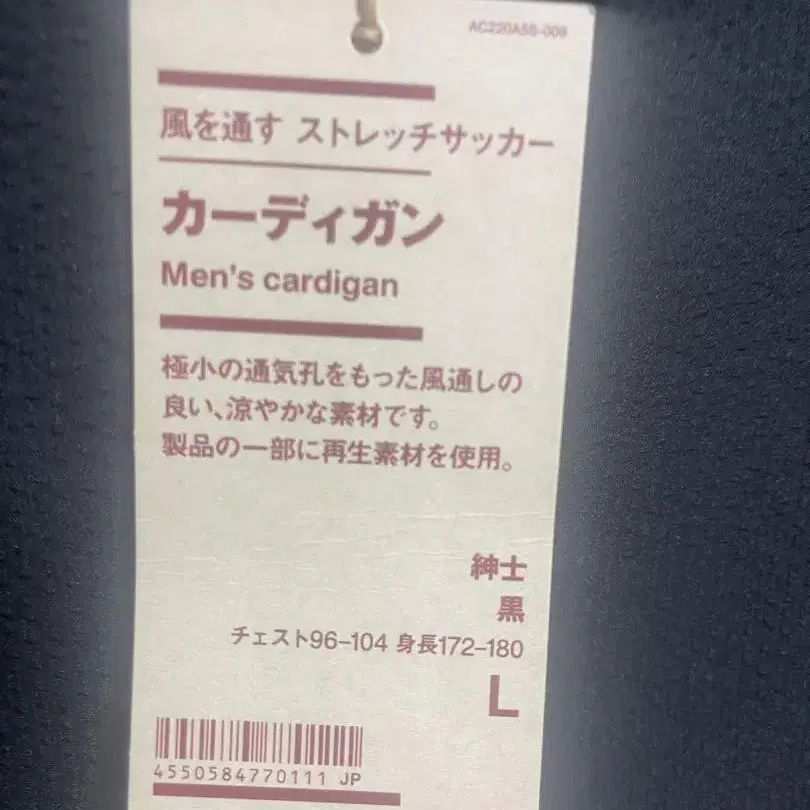 AC220A5S-009
風を通す ストレッチサッカー
カーディガン
Men's cardigan
極小の通気孔をもった風通しの
良い、涼やかな素材です。
製品の一部に再生素材を使用。
紳士
黒
チェスト96–104 身長172–180
L
4550584770111 JP